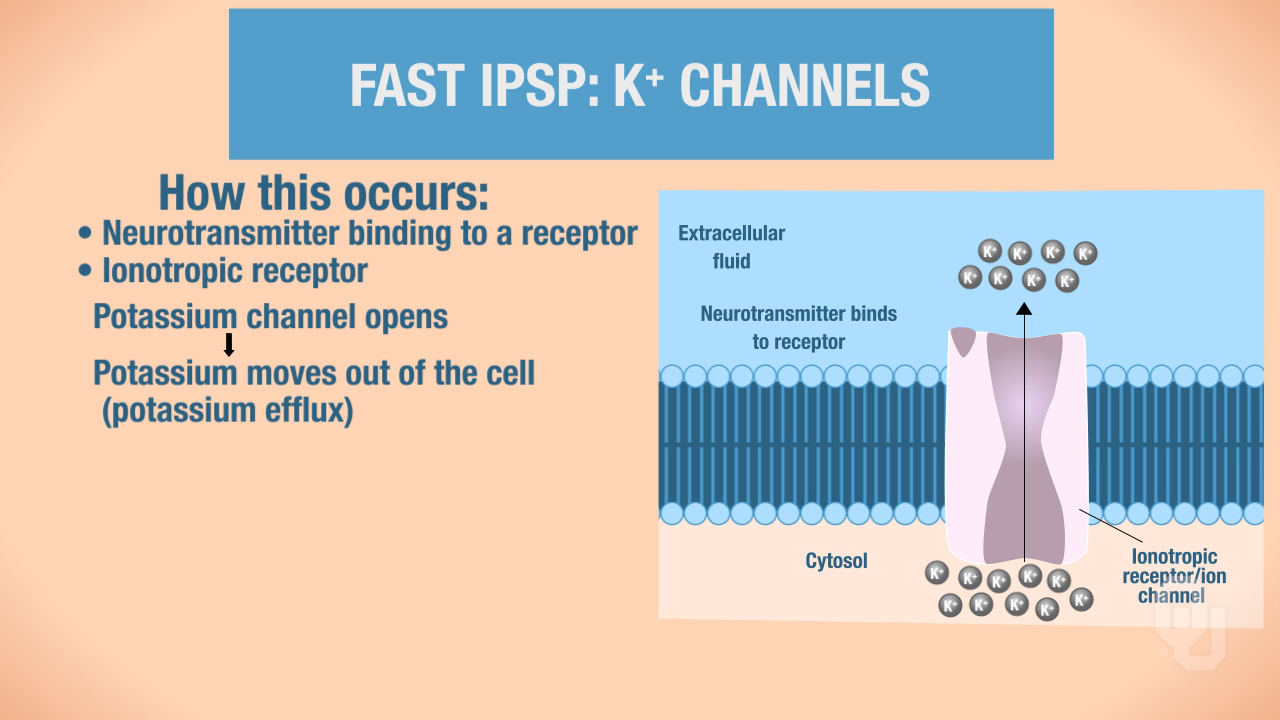 FAST IPSP: K⁺ CHANNELS
How this occurs:
• Neurotransmitter binding to a receptor
• Ionotropic receptor
Potassium channel opens
Potassium moves out of the cell
(potassium efflux)
Extracellular
fluid
K⁺ K⁺ K⁺ K⁺
K⁺ K⁺ K⁺ K⁺
Neurotransmitter binds
to receptor
Cytosol
Ionotropic
receptor/ion
channel
K⁺ K⁺ K⁺ K⁺ K⁺
K⁺ K⁺ K⁺ K⁺ K⁺